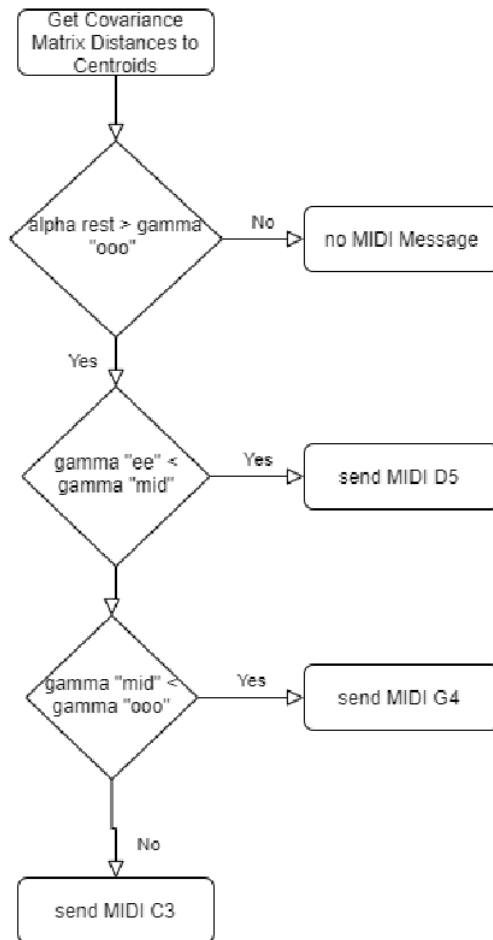 Get Covariance
Matrix Distances to
Centroids
alpha rest > gamma
"ooo"
No
no MIDI Message
Yes
gamma "ee" <
gamma "mid"
Yes
send MIDI D5
gamma "mid" <
gamma "ooo"
Yes
send MIDI G4
No
send MIDI C3